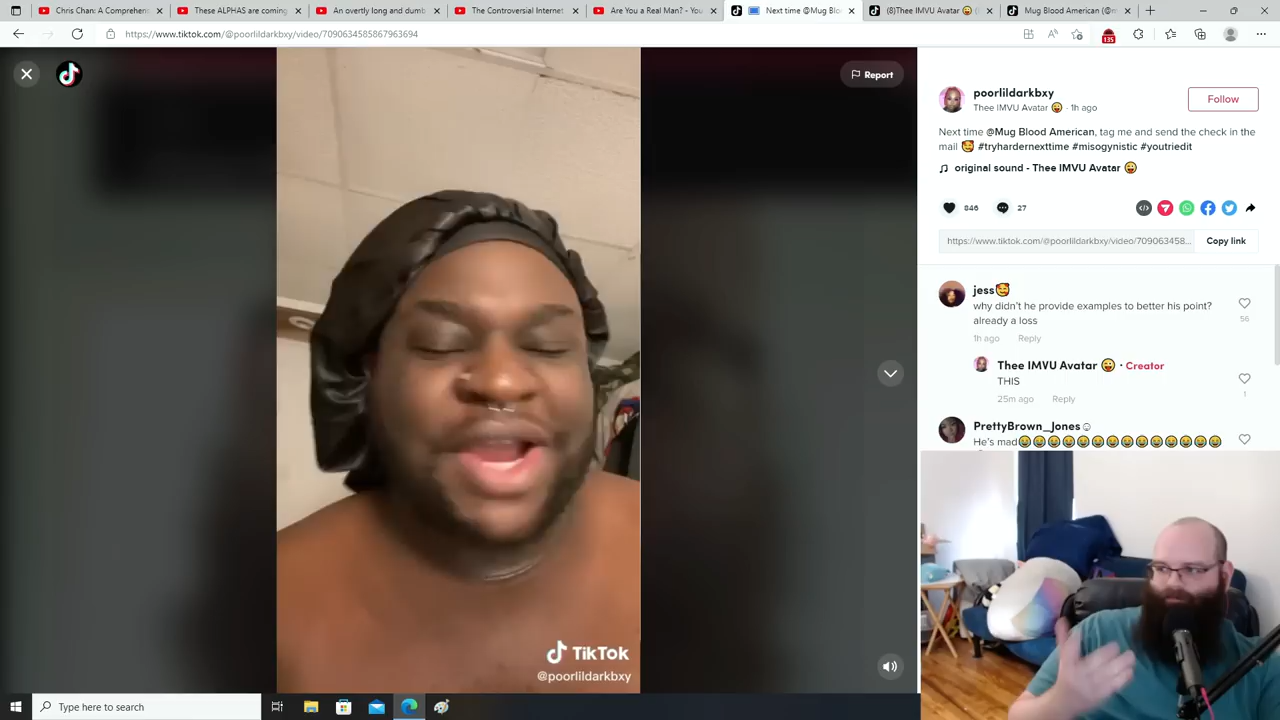 Chris Chan: A Comprehen
These ALPHAS are coming
An overtly long and dumb
The Controversial Internet
Are You a Real Man? - You
Next time @Mug Blo
(8)Thee IMVU Avatar 😜 (
Mug Blood American (@m
https://www.tiktok.com/@poorlildarkbxy/video/7090634585867963694
135
Report
poorlildarkbxy
Thee IMVU Avatar 😜 · 1h ago
Follow
Next time @Mug Blood American, tag me and send the check in the
mail 🥰 #tryhardernexttime #misogynistic #youtriedit
original sound - Thee IMVU Avatar 😜
846
27
https://www.tiktok.com/@poorlildarkbxy/video/709063458...
Copy link
jess🥰
why didn't he provide examples to better his point?
already a loss
56
1h ago Reply
Thee IMVU Avatar 😜 · Creator
THIS
1
25m ago Reply
PrettyBrown_Jones☺
He's mad😂😂😂😂😂😂😂😂😂😂😂😂😂😂
TikTok
@poorlildarkbxy
Type here to search